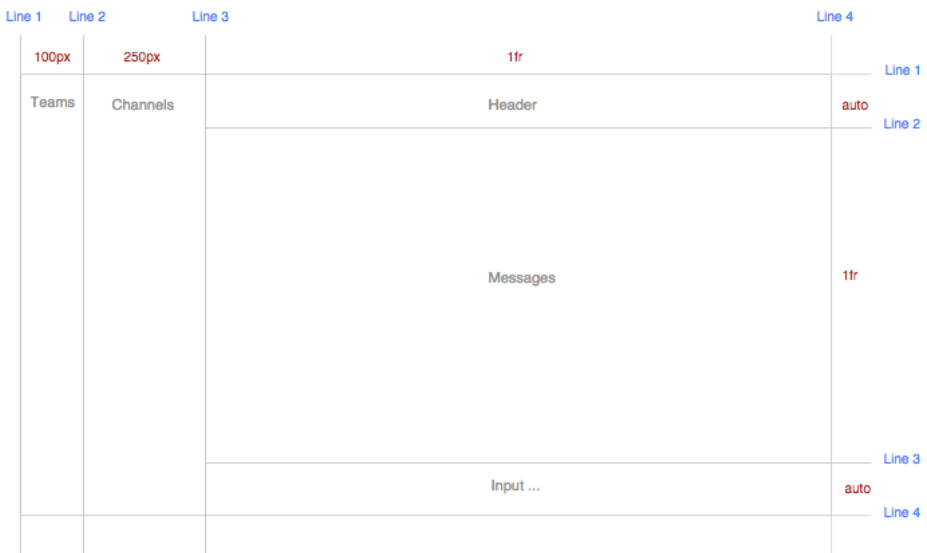 Line 1
Line 2
Line 3
Line 4
100px
250px
1fr
Line 1
Teams
Channels
Header
auto
Line 2
Messages
1fr
Line 3
Input ...
auto
Line 4